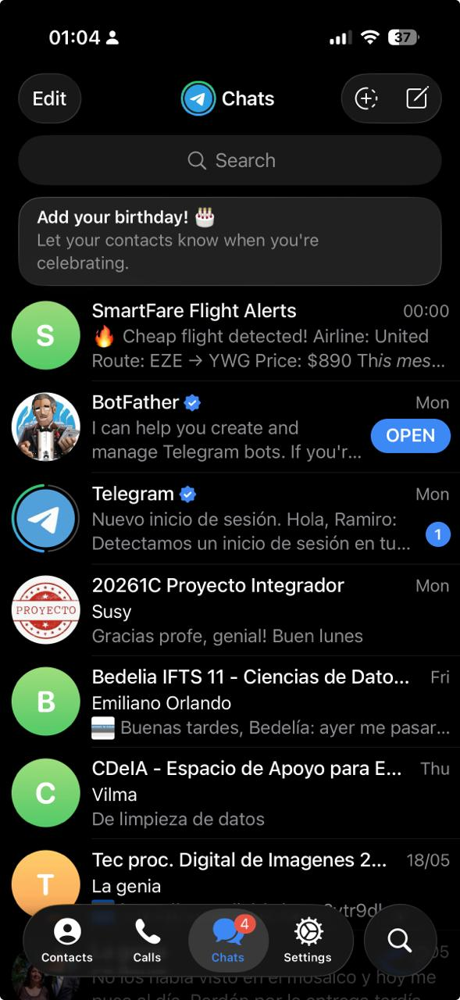 01:04
37
Edit
Chats
Search
Add your birthday! 🎂
Let your contacts know when you're
celebrating.
S
SmartFare Flight Alerts 00:00
🔥 Cheap flight detected! Airline: United
Route: EZE → YWG Price: $890 This mes...
BotFather Mon
I can help you create and
manage Telegram bots. If you'r...
OPEN
Telegram Mon
Nuevo inicio de sesión. Hola, Ramiro:
Detectamos un inicio de sesión en tu...
1
PROYECTO
20261C Proyecto Integrador Mon
Susy
Gracias profe, genial! Buen lunes
B
Bedelia IFTS 11 - Ciencias de Dato... Fri
Emiliano Orlando
Buenas tardes, Bedelía: ayer me pasar...
C
CDeIA - Espacio de Apoyo para E... Thu
Vilma
De limpieza de datos
T
Tec proc. Digital de Imagenes 2... 18/05
La genia
4
Contacts
Calls
Chats
Settings
No los había visto en el mosaico y hoy me